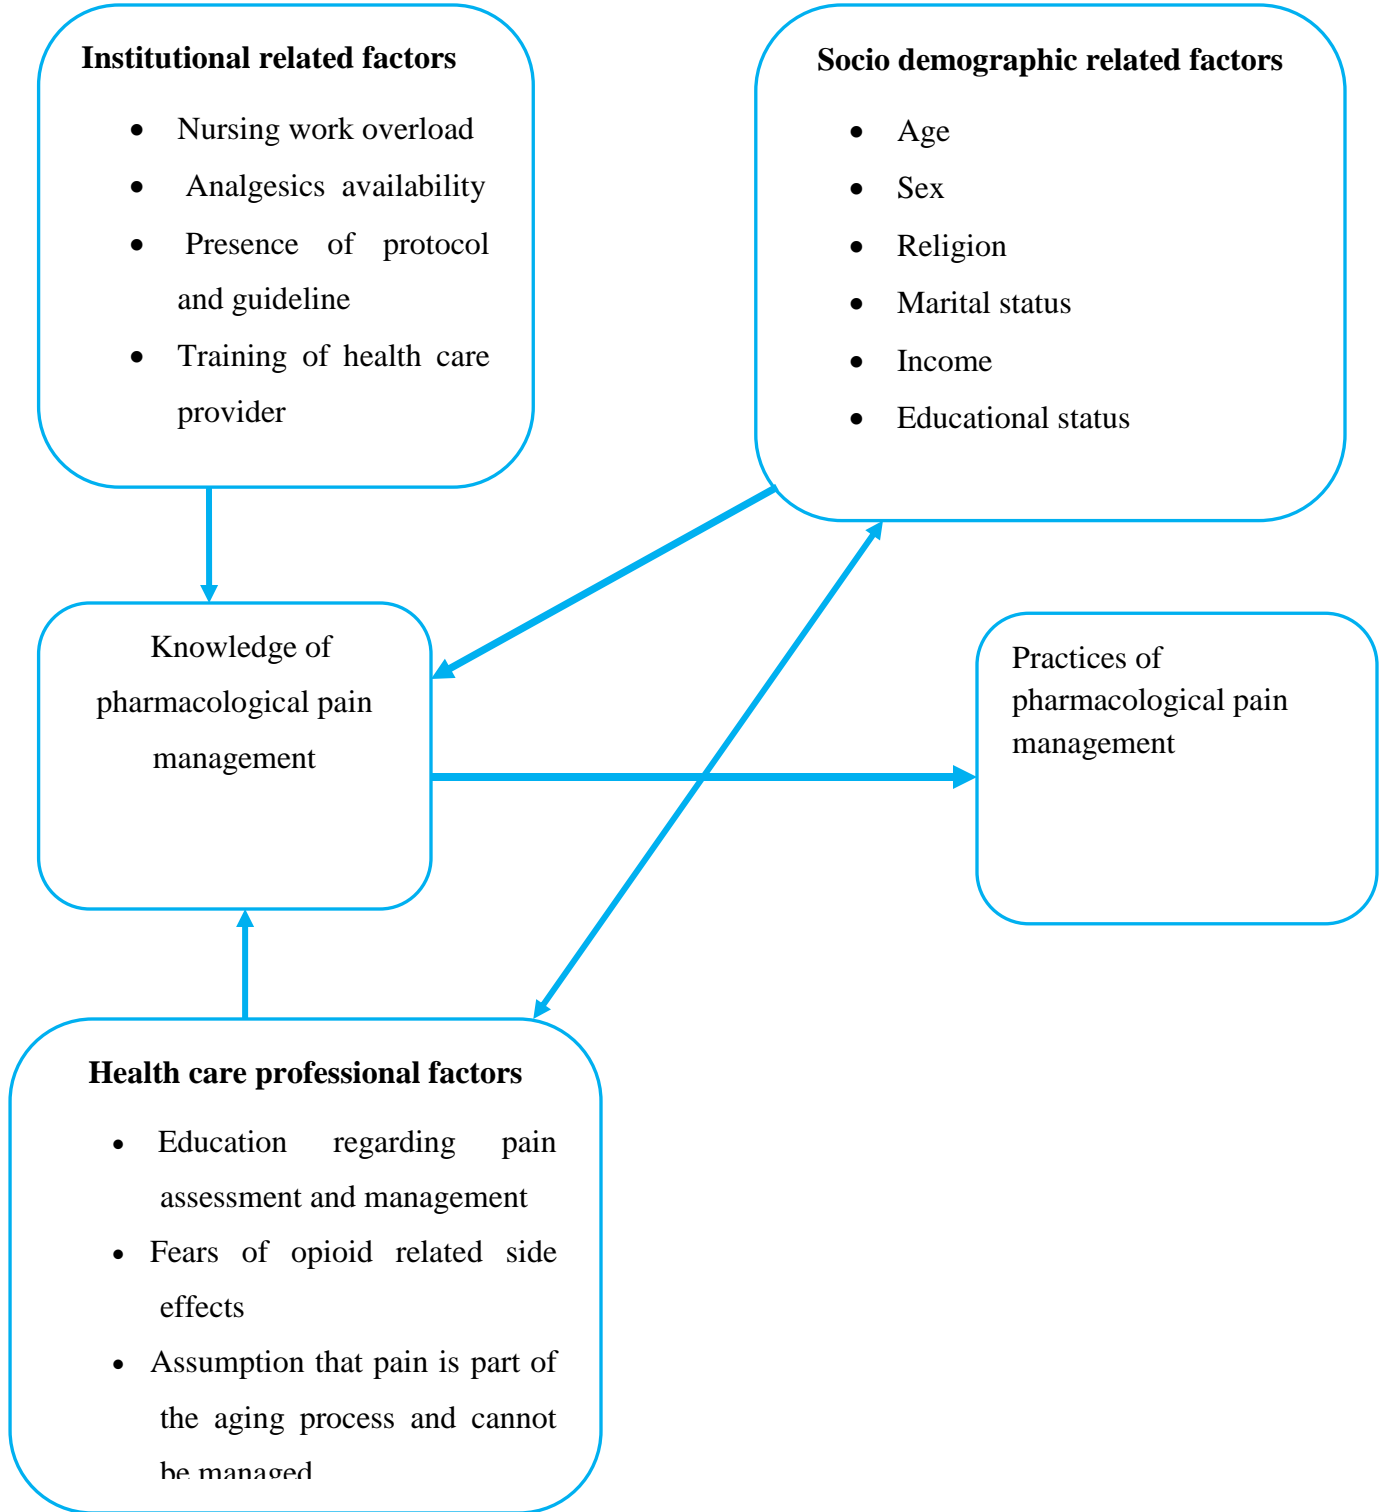 Institutional related factors
• Nursing work overload
• Analgesics availability
• Presence of protocol
and guideline
• Training of health care
provider
Socio demographic related factors
• Age
• Sex
• Religion
• Marital status
• Income
• Educational status
Knowledge of
pharmacological pain
management
Practices of
pharmacological pain
management
Health care professional factors
• Education regarding pain
assessment and management
• Fears of opioid related side
effects
• Assumption that pain is part of
the aging process and cannot
be managed